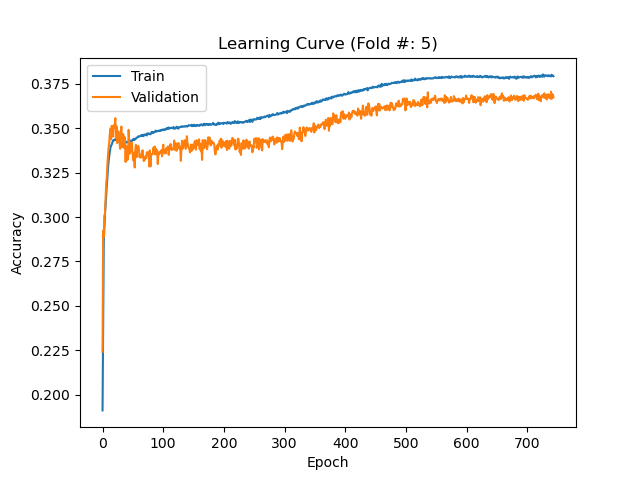 Learning Curve (Fold #: 5)
Train
Validation
0.375
0.350
0.325
0.300
0.275
0.250
0.225
0.200
Accuracy
0 100 200 300 400 500 600 700
Epoch